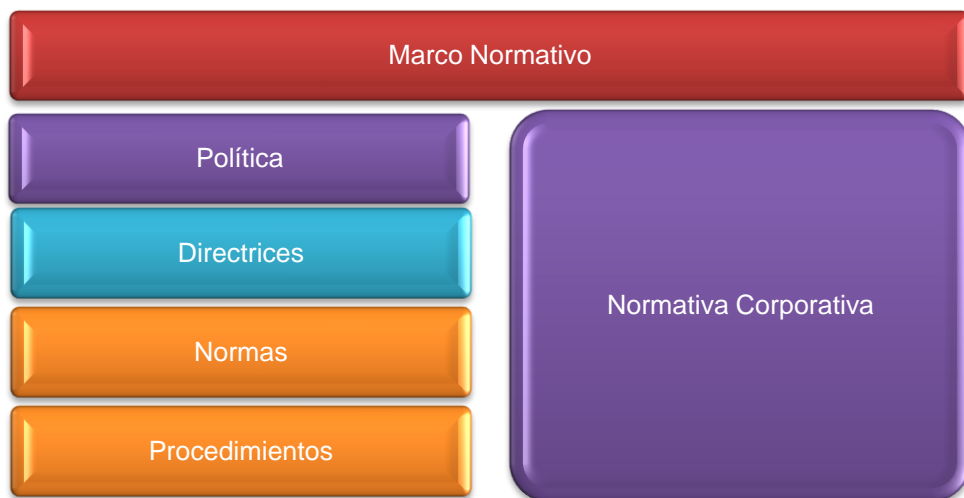 Marco Normativo
Política
Directrices
Normas
Procedimientos
Normativa Corporativa